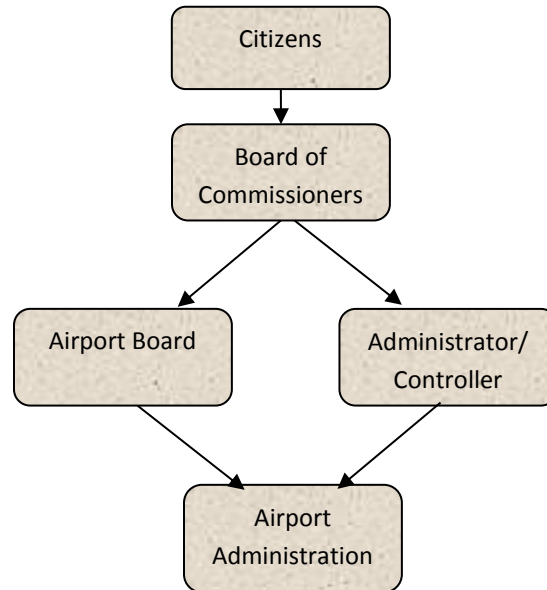 Citizens
Board of
Commissioners
Airport Board
Administrator/
Controller
Airport
Administration